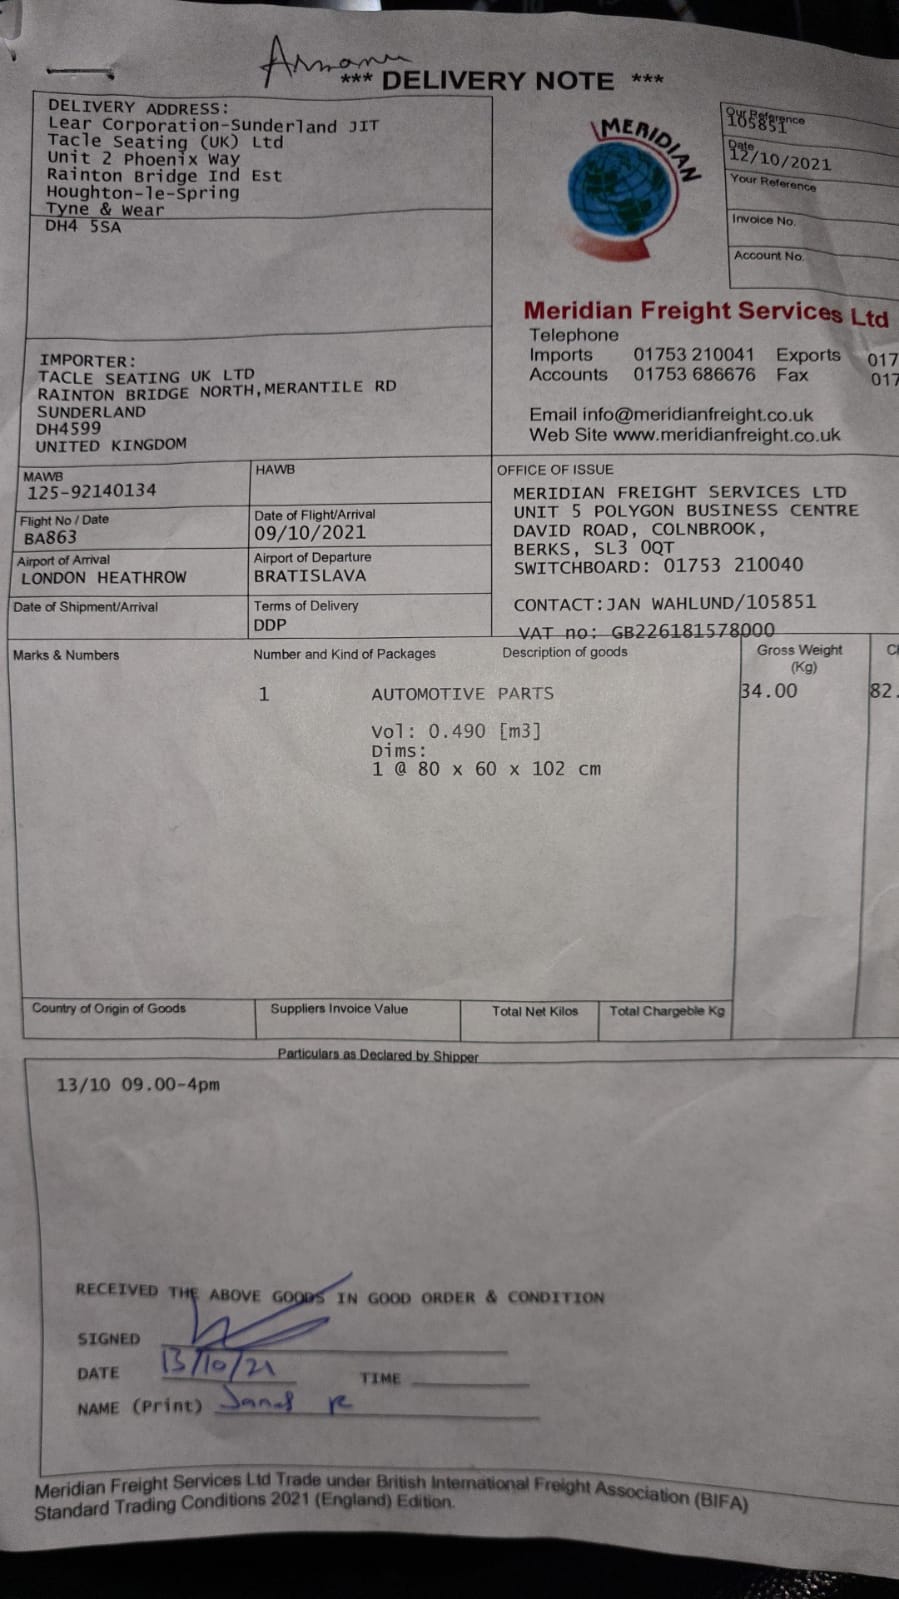 *** DELIVERY NOTE ***
DELIVERY ADDRESS:
Lear Corporation-Sunderland JIT
Tacle Seating (UK) Ltd
Unit 2 Phoenix Way
Rainton Bridge Ind Est
Houghton-le-Spring
Tyne & Wear
DH4 5SA
MERIDIAN
Our Reference
105851
Date
12/10/2021
Your Reference
Invoice No.
Account No.
Meridian Freight Services Ltd
Telephone
Imports 01753 210041 Exports 017
Accounts 01753 686676 Fax 017
Email info@meridianfreight.co.uk
Web Site www.meridianfreight.co.uk
IMPORTER:
TACLE SEATING UK LTD
RAINTON BRIDGE NORTH,MERANTILE RD
SUNDERLAND
DH4599
UNITED KINGDOM
MAWB
125-92140134
HAWB
Flight No / Date
BA863
Date of Flight/Arrival
09/10/2021
Airport of Arrival
LONDON HEATHROW
Airport of Departure
BRATISLAVA
Date of Shipment/Arrival
Terms of Delivery
DDP
OFFICE OF ISSUE
MERIDIAN FREIGHT SERVICES LTD
UNIT 5 POLYGON BUSINESS CENTRE
DAVID ROAD, COLNBROOK,
BERKS, SL3 0QT
SWITCHBOARD: 01753 210040
CONTACT:JAN WAHLUND/105851
VAT no: GB226181578000
Marks & Numbers Number and Kind of Packages Description of goods Gross Weight
(Kg)
1 AUTOMOTIVE PARTS 34.00 82.
Vol: 0.490 [m3]
Dims:
1 @ 80 x 60 x 102 cm
Country of Origin of Goods Suppliers Invoice Value Total Net Kilos Total Chargeble Kg
Particulars as Declared by Shipper
13/10 09.00-4pm
RECEIVED THE ABOVE GOODS IN GOOD ORDER & CONDITION
SIGNED
DATE 13/10/21 TIME
NAME (Print)
Meridian Freight Services Ltd Trade under British International Freight Association (BIFA)
Standard Trading Conditions 2021 (England) Edition.